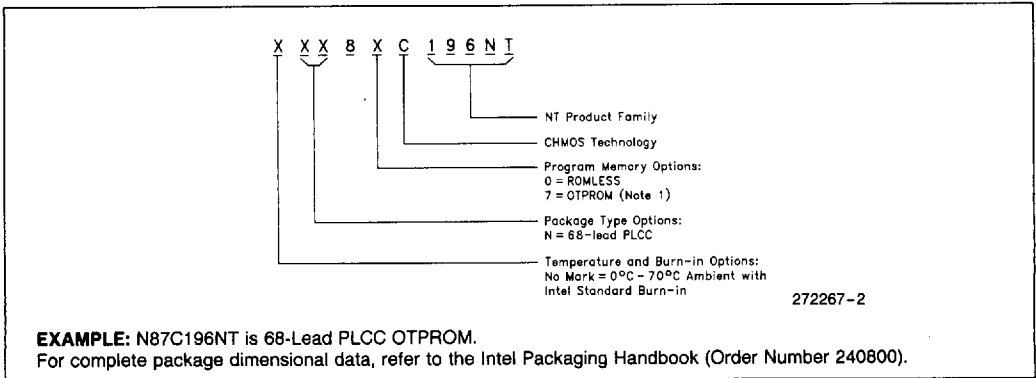 X XX 8 X C 196NT
NT Product Family
CHMOS Technology
Program Memory Options:
0 = ROMLESS
7 = OTPROM (Note 1)
Package Type Options:
N = 68-lead PLCC
Temperature and Burn-in Options:
No Mark = 0°C - 70°C Ambient with
Intel Standard Burn-in
272267-2
EXAMPLE: N87C196NT is 68-Lead PLCC OTPROM.
For complete package dimensional data, refer to the Intel Packaging Handbook (Order Number 240800).